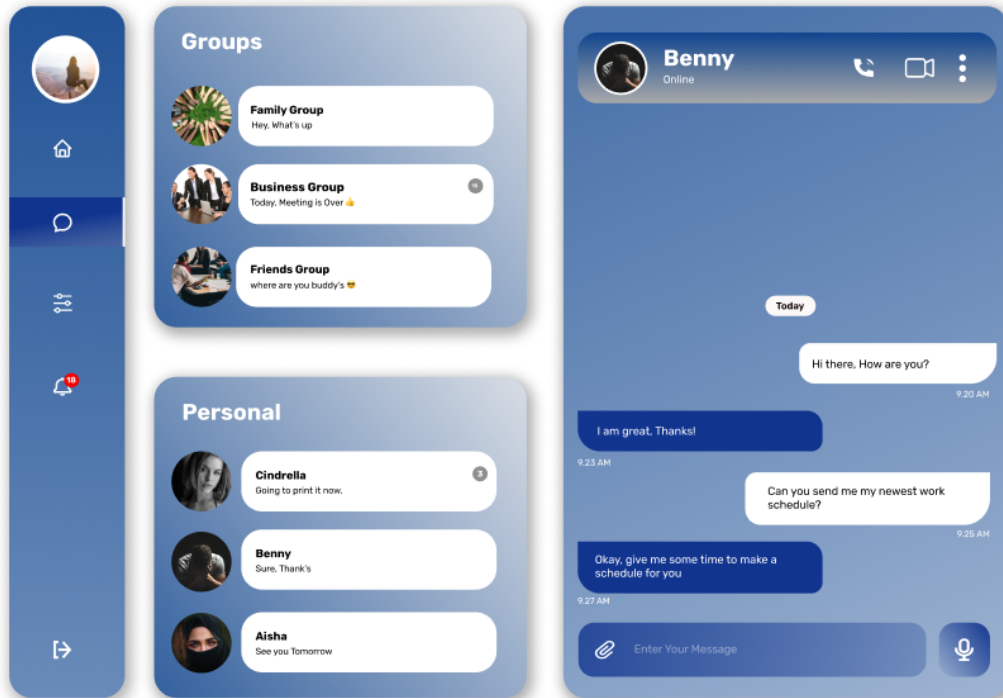 18
Groups
Family Group
Hey, What's up
Business Group
Today, Meeting is Over 👍
Friends Group
where are you buddy's 😎
Personal
Cindrella
Going to print it now,
3
Benny
Sure, Thank's
Aisha
See you Tomorrow
Benny
Online
Today
Hi there, How are you?
9.20 AM
I am great, Thanks!
9.23 AM
Can you send me my newest work
schedule?
9.25 AM
Okay, give me some time to make a
schedule for you
9.27 AM
Enter Your Message